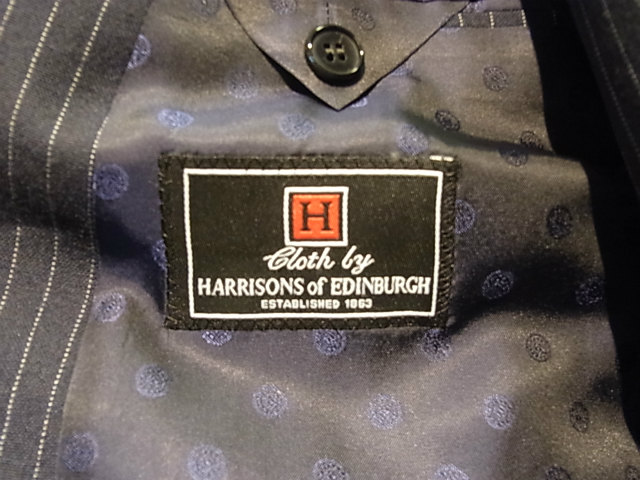 H
Cloth by
HARRISONS of EDINBURGH
ESTABLISHED 1863